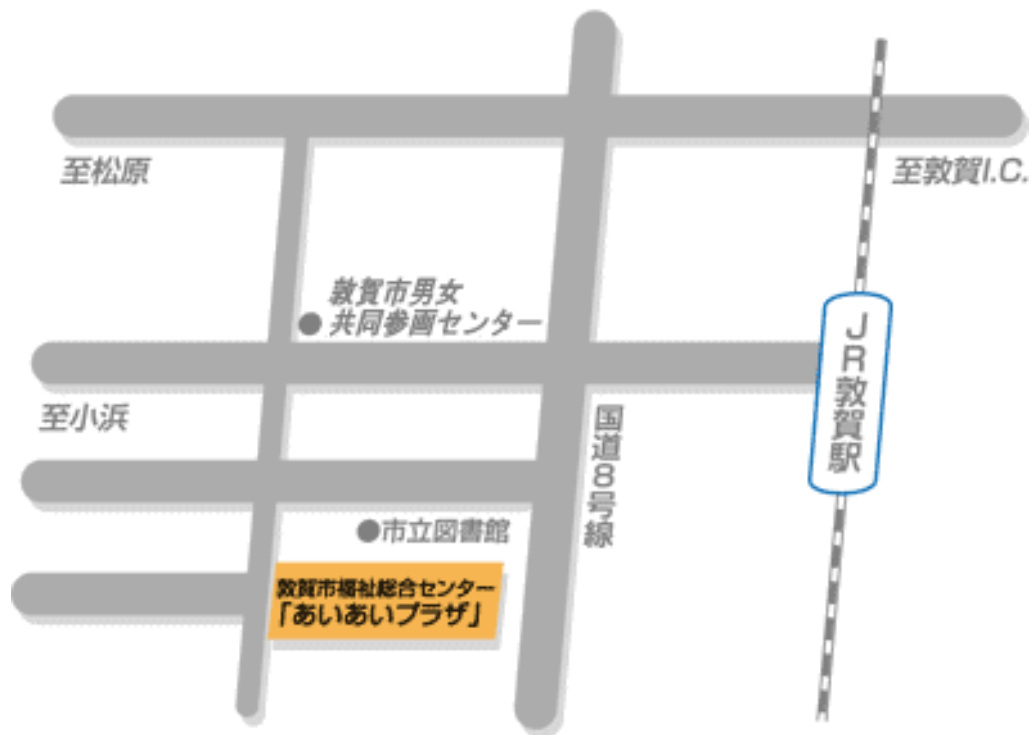 至松原
至敦賀I.C.
敦賀市男女
共同参画センター
JR敦賀駅
至小浜
国道8号線
市立図書館
敦賀市福祉総合センター
「あいあいプラザ」